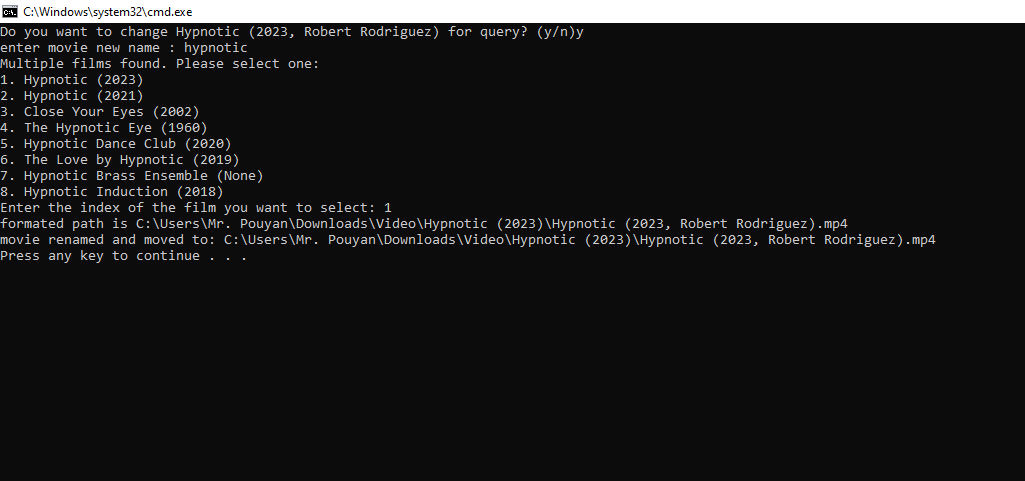 C:\Windows\system32\cmd.exe
Do you want to change Hypnotic (2023, Robert Rodriguez) for query? (y/n)y
enter movie new name : hypnotic
Multiple films found. Please select one:
1. Hypnotic (2023)
2. Hypnotic (2021)
3. Close Your Eyes (2002)
4. The Hypnotic Eye (1960)
5. Hypnotic Dance Club (2020)
6. The Love by Hypnotic (2019)
7. Hypnotic Brass Ensemble (None)
8. Hypnotic Induction (2018)
Enter the index of the film you want to select: 1
formated path is C:\Users\Mr. Pouyan\Downloads\Video\Hypnotic (2023)\Hypnotic (2023, Robert Rodriguez).mp4
movie renamed and moved to: C:\Users\Mr. Pouyan\Downloads\Video\Hypnotic (2023)\Hypnotic (2023, Robert Rodriguez).mp4
Press any key to continue . . .